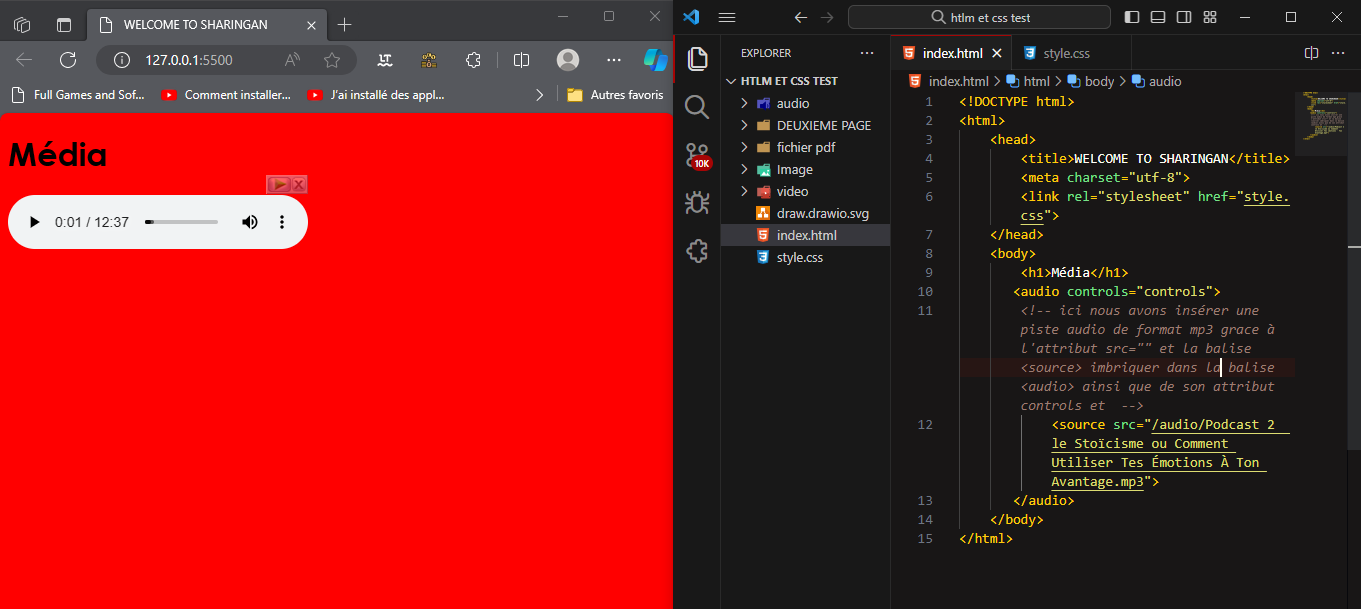 WELCOME TO SHARINGAN
127.0.0.1:5500
Full Games and Sof...
Comment installer...
J'ai installé des appl...
Autres favoris
Média
0:01 / 12:37
htlm et css test
EXPLORER
HTLM ET CSS TEST
audio
DEUXIEME PAGE
fichier pdf
Image
video
draw.drawio.svg
index.html
style.css
10K
index.html
style.css
index.html > html > body > audio
1 <!DOCTYPE html>
2 <html>
3 <head>
4 <title>WELCOME TO SHARINGAN</title>
5 <meta charset="utf-8">
6 <link rel="stylesheet" href="style.
css">
7 </head>
8 <body>
9 <h1>Média</h1>
10 <audio controls="controls">
11 <!-- ici nous avons insérer une
piste audio de format mp3 grace à
l'attribut src="" et la balise
<source> imbriquer dans la balise
<audio> ainsi que de son attribut
controls et -->
12 <source src="/audio/Podcast 2
le Stoïcisme ou Comment
Utiliser Tes Émotions À Ton
Avantage.mp3">
13 </audio>
14 </body>
15 </html>